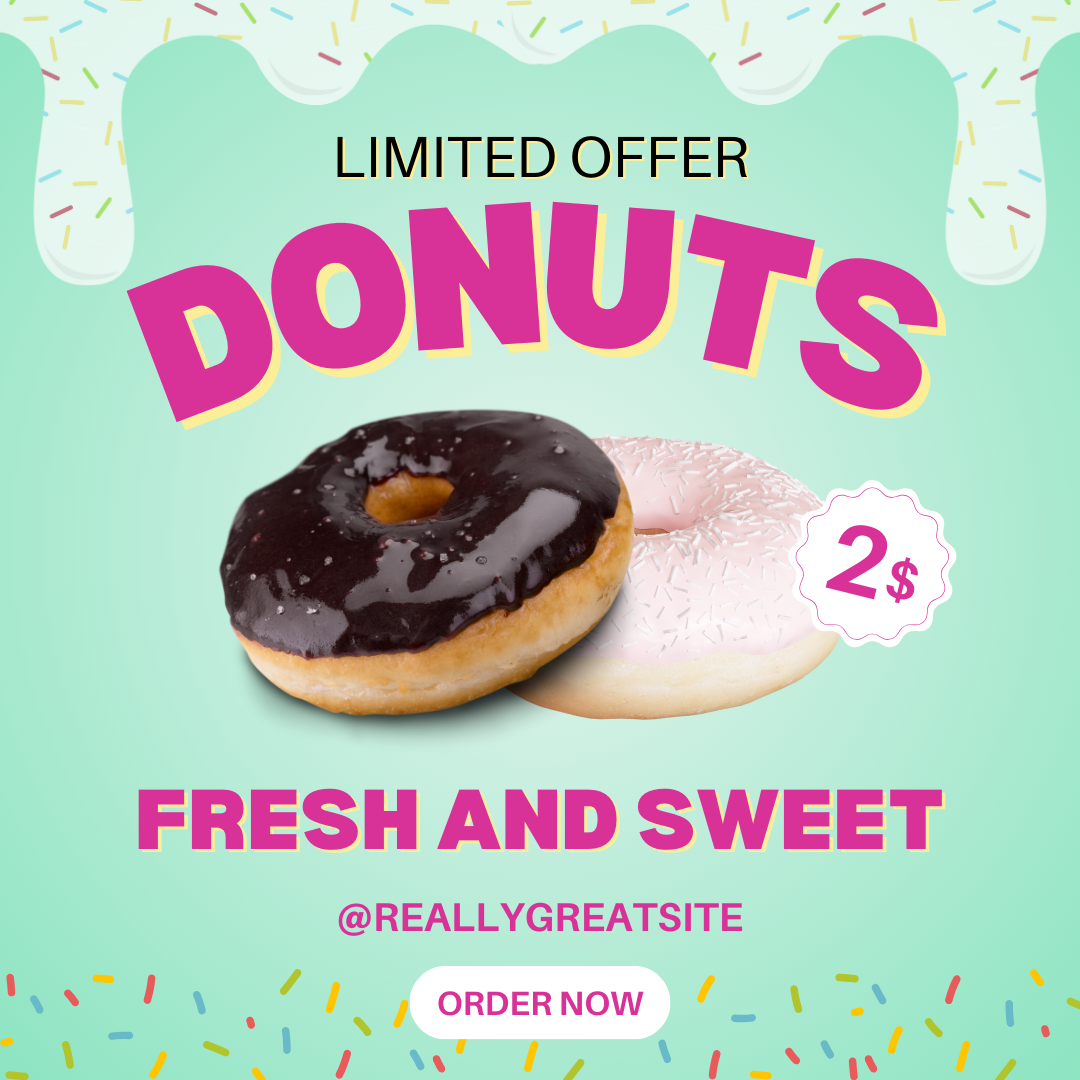 LIMITED OFFER
DONUTS
2$
FRESH AND SWEET
@REALLYGREATSITE
ORDER NOW